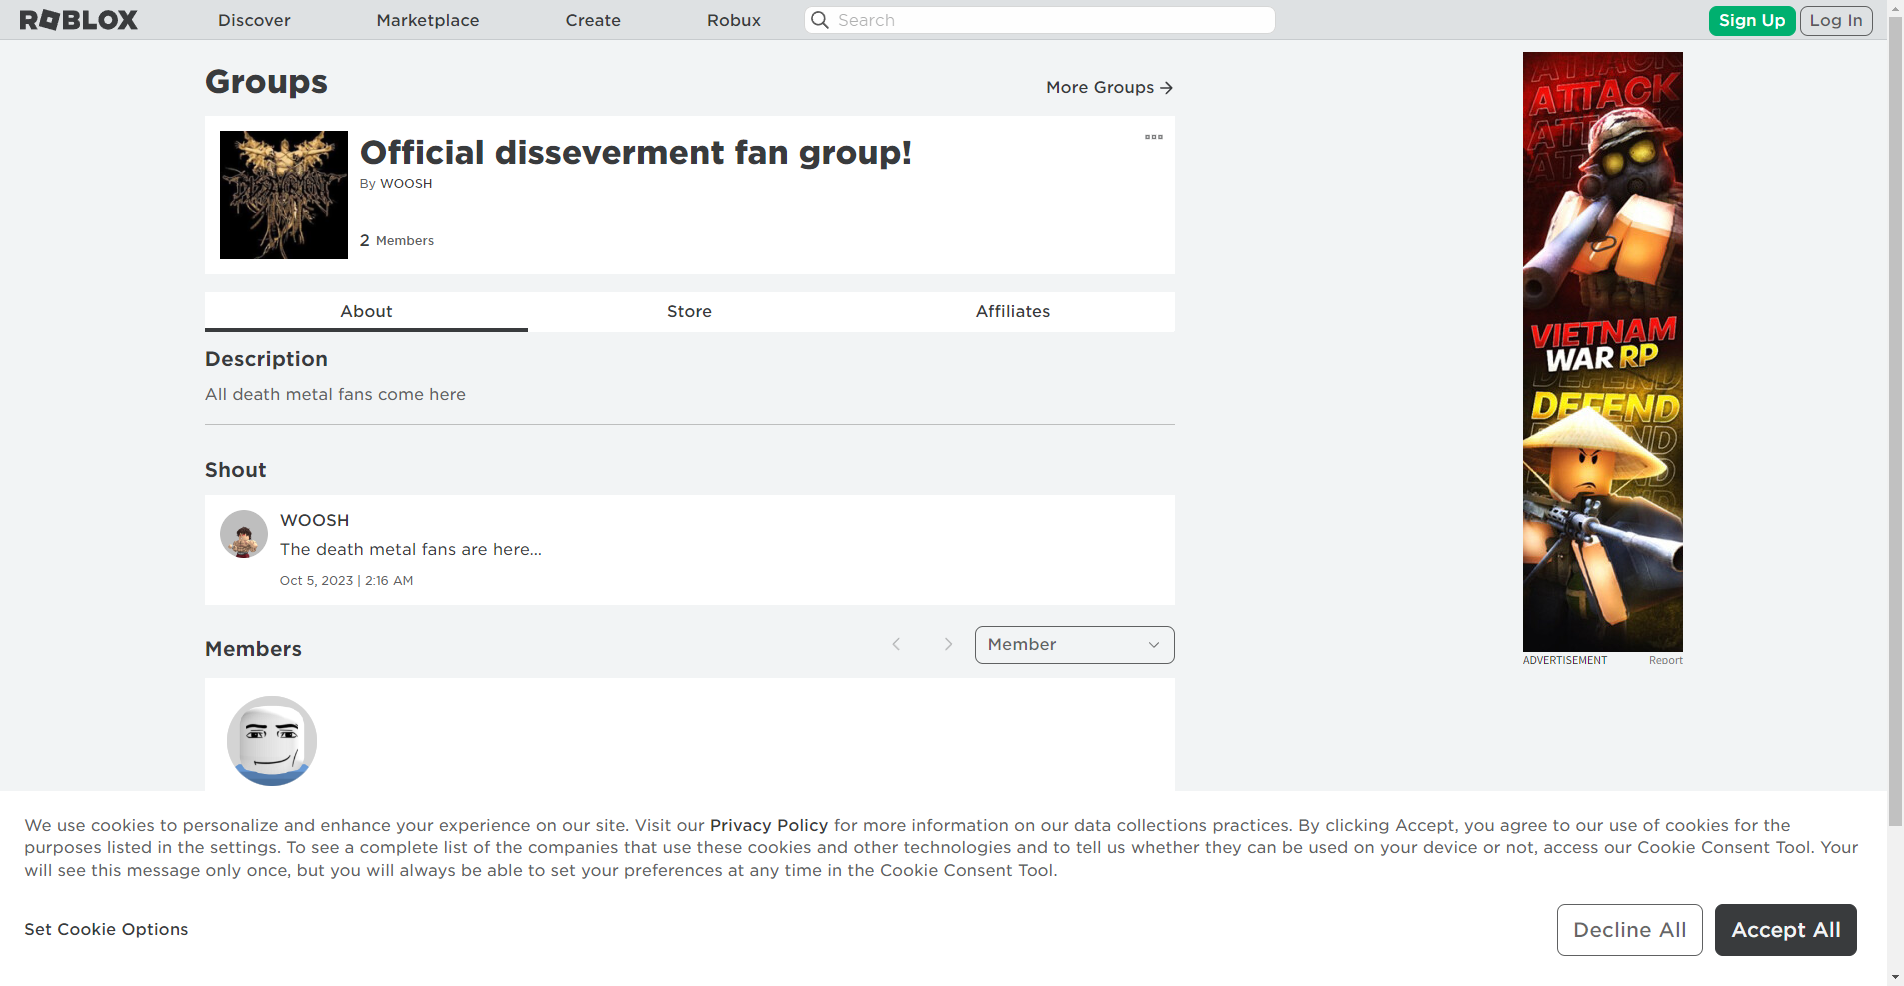 ROBLOX
Discover
Marketplace
Create
Robux
Search
Sign Up
Log In
Groups
More Groups
Official disseverment fan group!
By WOOSH
2 Members
About
Store
Affiliates
Description
All death metal fans come here
Shout
WOOSH
The death metal fans are here...
Oct 5, 2023 | 2:16 AM
Members
Member
ATTACK
ATTACK
ATTACK
VIETNAM
WAR RP
DEFEND
DEFEND
DEFEND
ADVERTISEMENT
Report
We use cookies to personalize and enhance your experience on our site. Visit our Privacy Policy for more information on our data collections practices. By clicking Accept, you agree to our use of cookies for the
purposes listed in the settings. To see a complete list of the companies that use these cookies and other technologies and to tell us whether they can be used on your device or not, access our Cookie Consent Tool. Your
will see this message only once, but you will always be able to set your preferences at any time in the Cookie Consent Tool.
Set Cookie Options
Decline All
Accept All